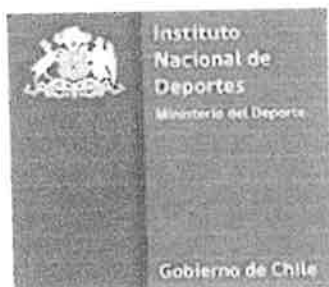 Instituto
Nacional de
Deportes
Ministerio del Deporte
Gobierno de Chile